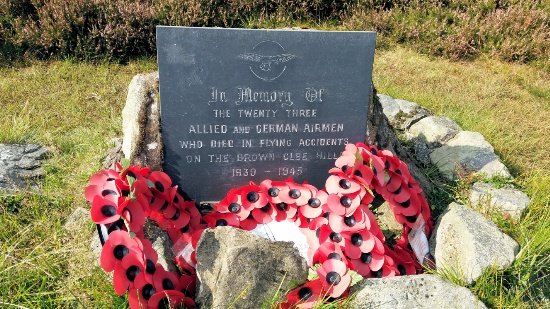 In Memory Of
THE TWENTY THREE
ALLIED AND GERMAN AIRMEN
WHO DIED IN FLYING ACCIDENTS
ON THE BROWN CLEE HILL
1939 - 1945